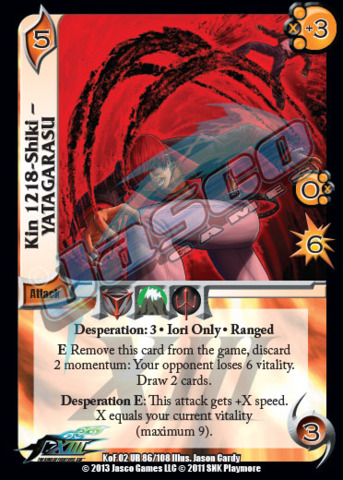 5
+3
Kin 1218-Shiki –
YATAGARASU
Jasco
GAMES
0
6
Attack
Desperation: 3 • Iori Only • Ranged
E Remove this card from the game, discard
2 momentum: Your opponent loses 6 vitality.
Draw 2 cards.
Desperation E: This attack gets +X speed.
X equals your current vitality
(maximum 9).
XIII
3
KoF.02 UR 86/108 Illus. Jason Cardy
© 2013 Jasco Games LLC © 2011 SNK Playmore